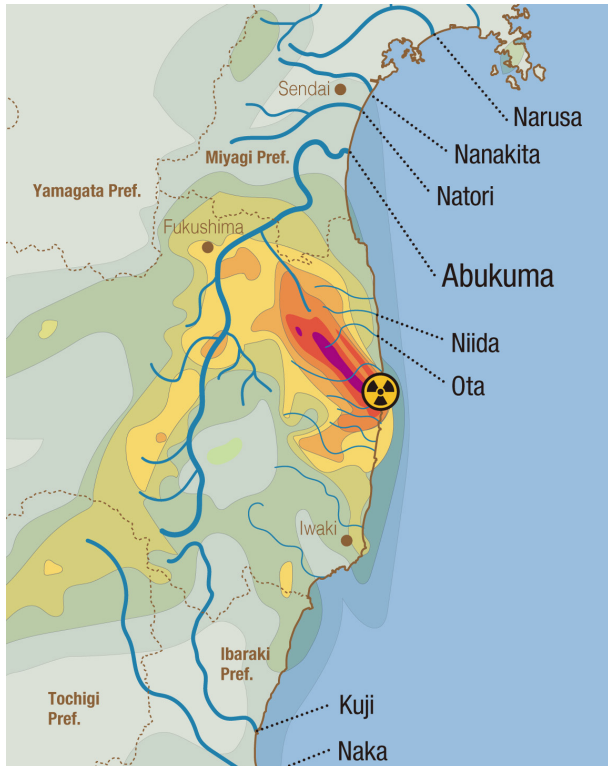 Sendai
Narusa
Nanakita
Miyagi Pref.
Yamagata Pref.
Natori
Fukushima
Abukuma
Niida
Ota
Iwaki
Ibaraki
Pref.
Tochigi
Pref.
Kuji
Naka